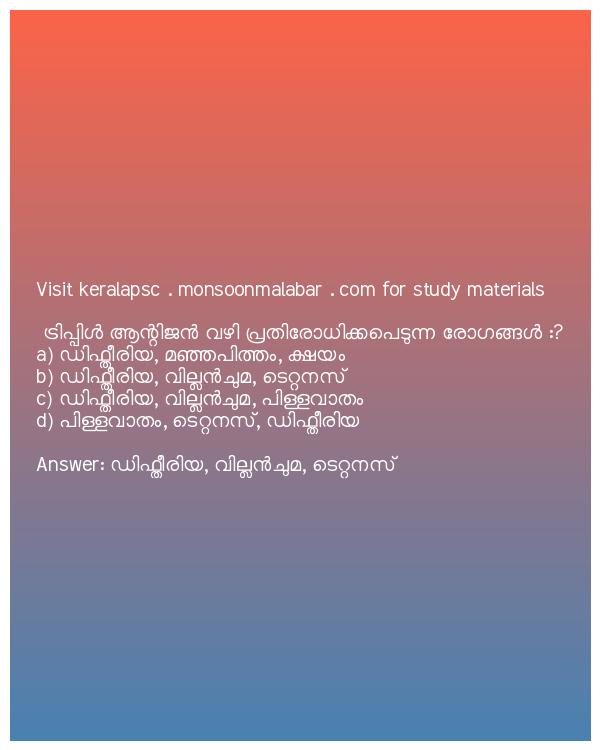 Visit keralapsc . monsoonmalabar . com for study materials
ട്രിപ്പിൾ ആന്റിജൻ വഴി പ്രതിരോധിക്കപെടുന്ന രോഗങ്ങൾ :?
a) ഡിഫ്ത്തീരിയ, മഞ്ഞപിത്തം, ക്ഷയം
b) ഡിഫ്ത്തീരിയ, വില്ലൻചുമ, ടെറ്റനസ്
c) ഡിഫ്ത്തീരിയ, വില്ലൻചുമ, പിള്ളവാതം
d) പിള്ളവാതം, ടെറ്റനസ്, ഡിഫ്ത്തീരിയ
Answer: ഡിഫ്ത്തീരിയ, വില്ലൻചുമ, ടെറ്റനസ്